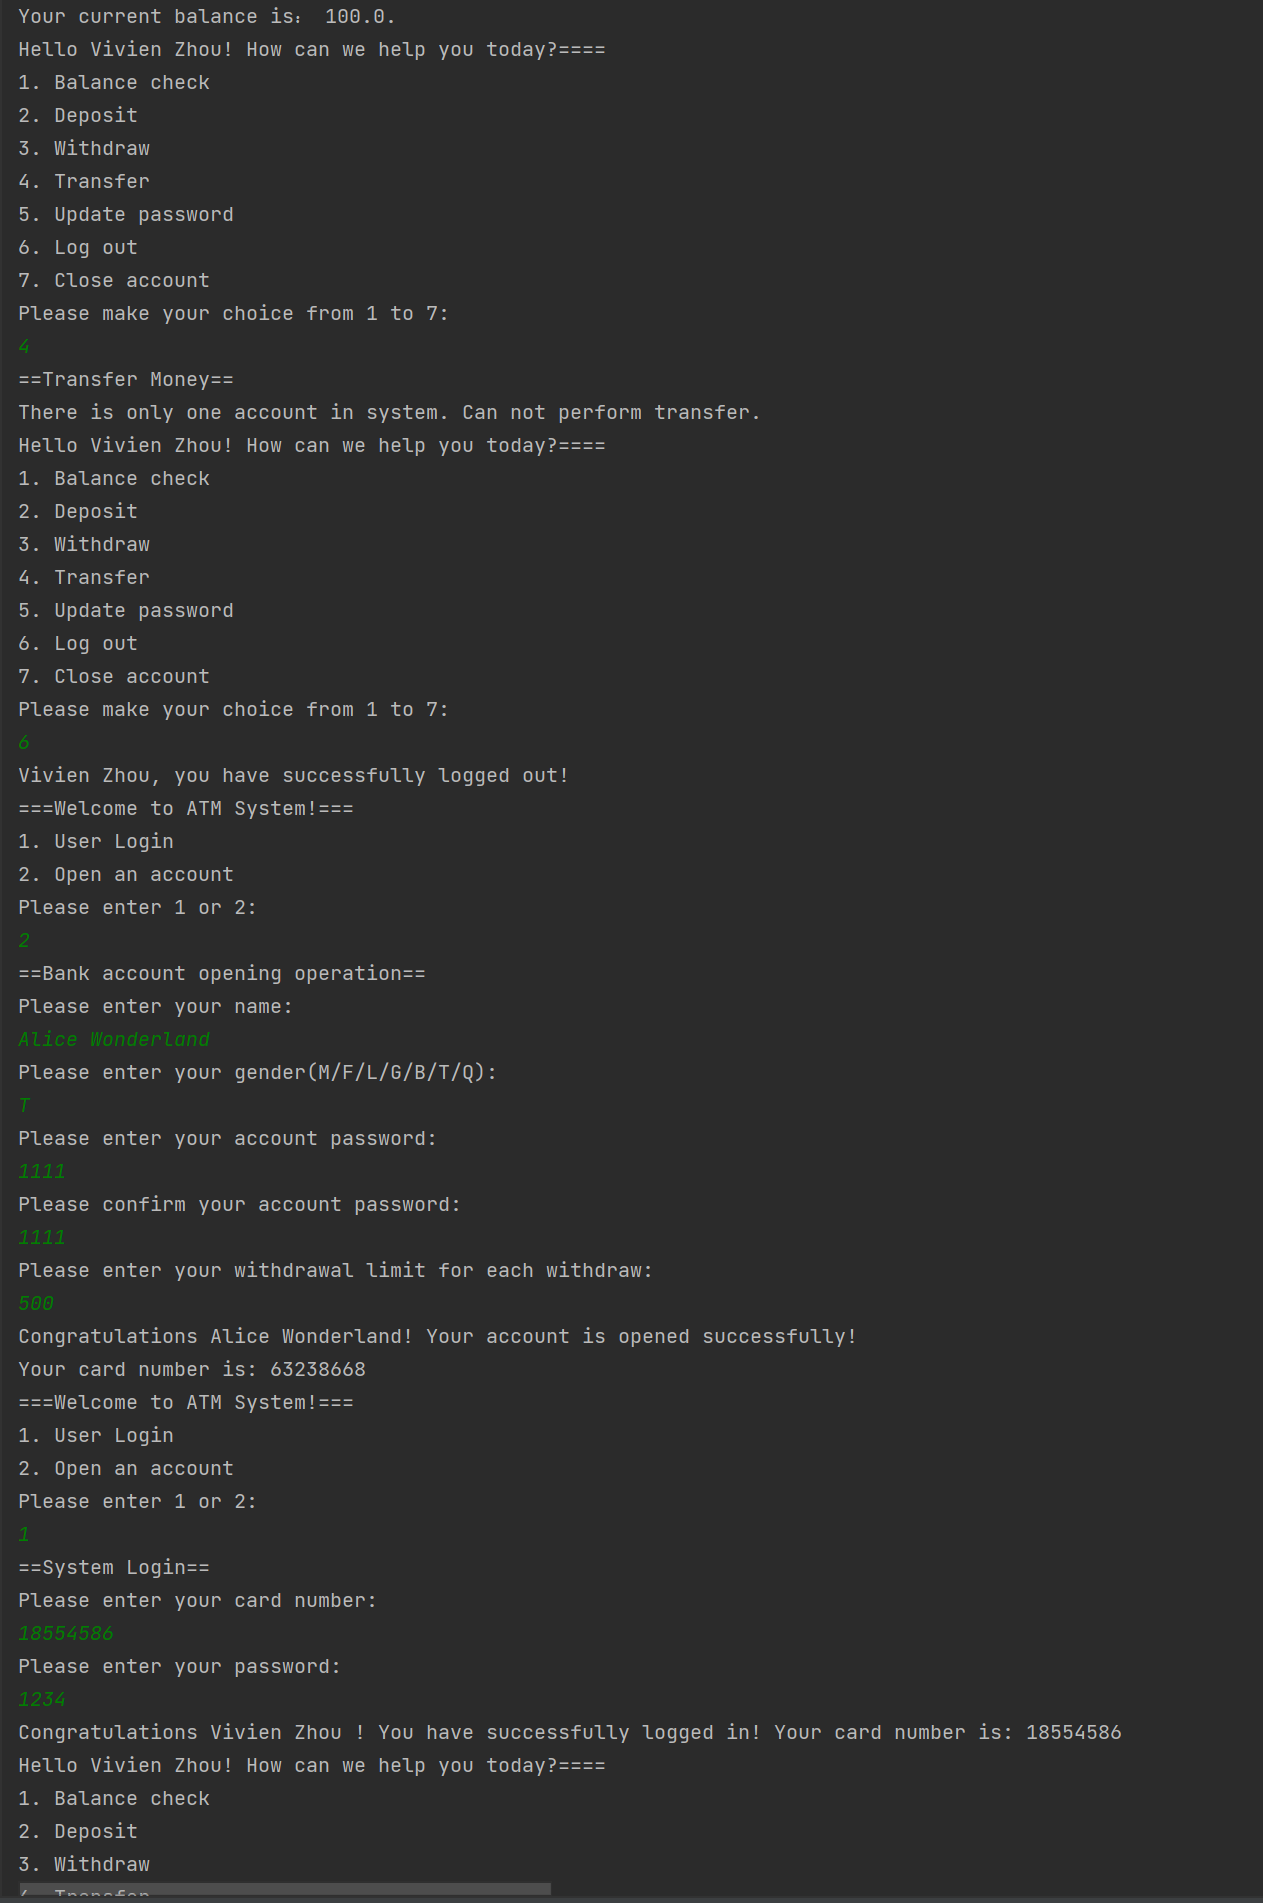 Your current balance is： 100.0.
Hello Vivien Zhou! How can we help you today?====
1. Balance check
2. Deposit
3. Withdraw
4. Transfer
5. Update password
6. Log out
7. Close account
Please make your choice from 1 to 7:
4
==Transfer Money==
There is only one account in system. Can not perform transfer.
Hello Vivien Zhou! How can we help you today?====
1. Balance check
2. Deposit
3. Withdraw
4. Transfer
5. Update password
6. Log out
7. Close account
Please make your choice from 1 to 7:
6
Vivien Zhou, you have successfully logged out!
===Welcome to ATM System!===
1. User Login
2. Open an account
Please enter 1 or 2:
2
==Bank account opening operation==
Please enter your name:
Alice Wonderland
Please enter your gender(M/F/L/G/B/T/Q):
T
Please enter your account password:
1111
Please confirm your account password:
1111
Please enter your withdrawal limit for each withdraw:
500
Congratulations Alice Wonderland! Your account is opened successfully!
Your card number is: 63238668
===Welcome to ATM System!===
1. User Login
2. Open an account
Please enter 1 or 2:
1
==System Login==
Please enter your card number:
18554586
Please enter your password:
1234
Congratulations Vivien Zhou ! You have successfully logged in! Your card number is: 18554586
Hello Vivien Zhou! How can we help you today?====
1. Balance check
2. Deposit
3. Withdraw
4. Transfer